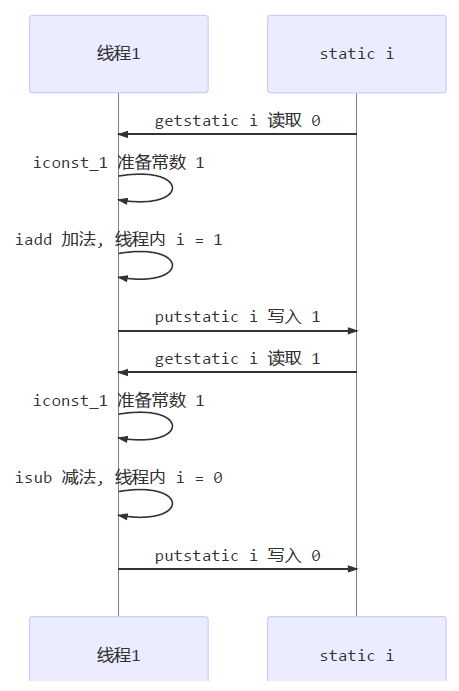 线程1
static i
getstatic i 读取 0
iconst_1 准备常数 1
iadd 加法, 线程内 i = 1
putstatic i 写入 1
getstatic i 读取 1
iconst_1 准备常数 1
isub 减法, 线程内 i = 0
putstatic i 写入 0
线程1
static i